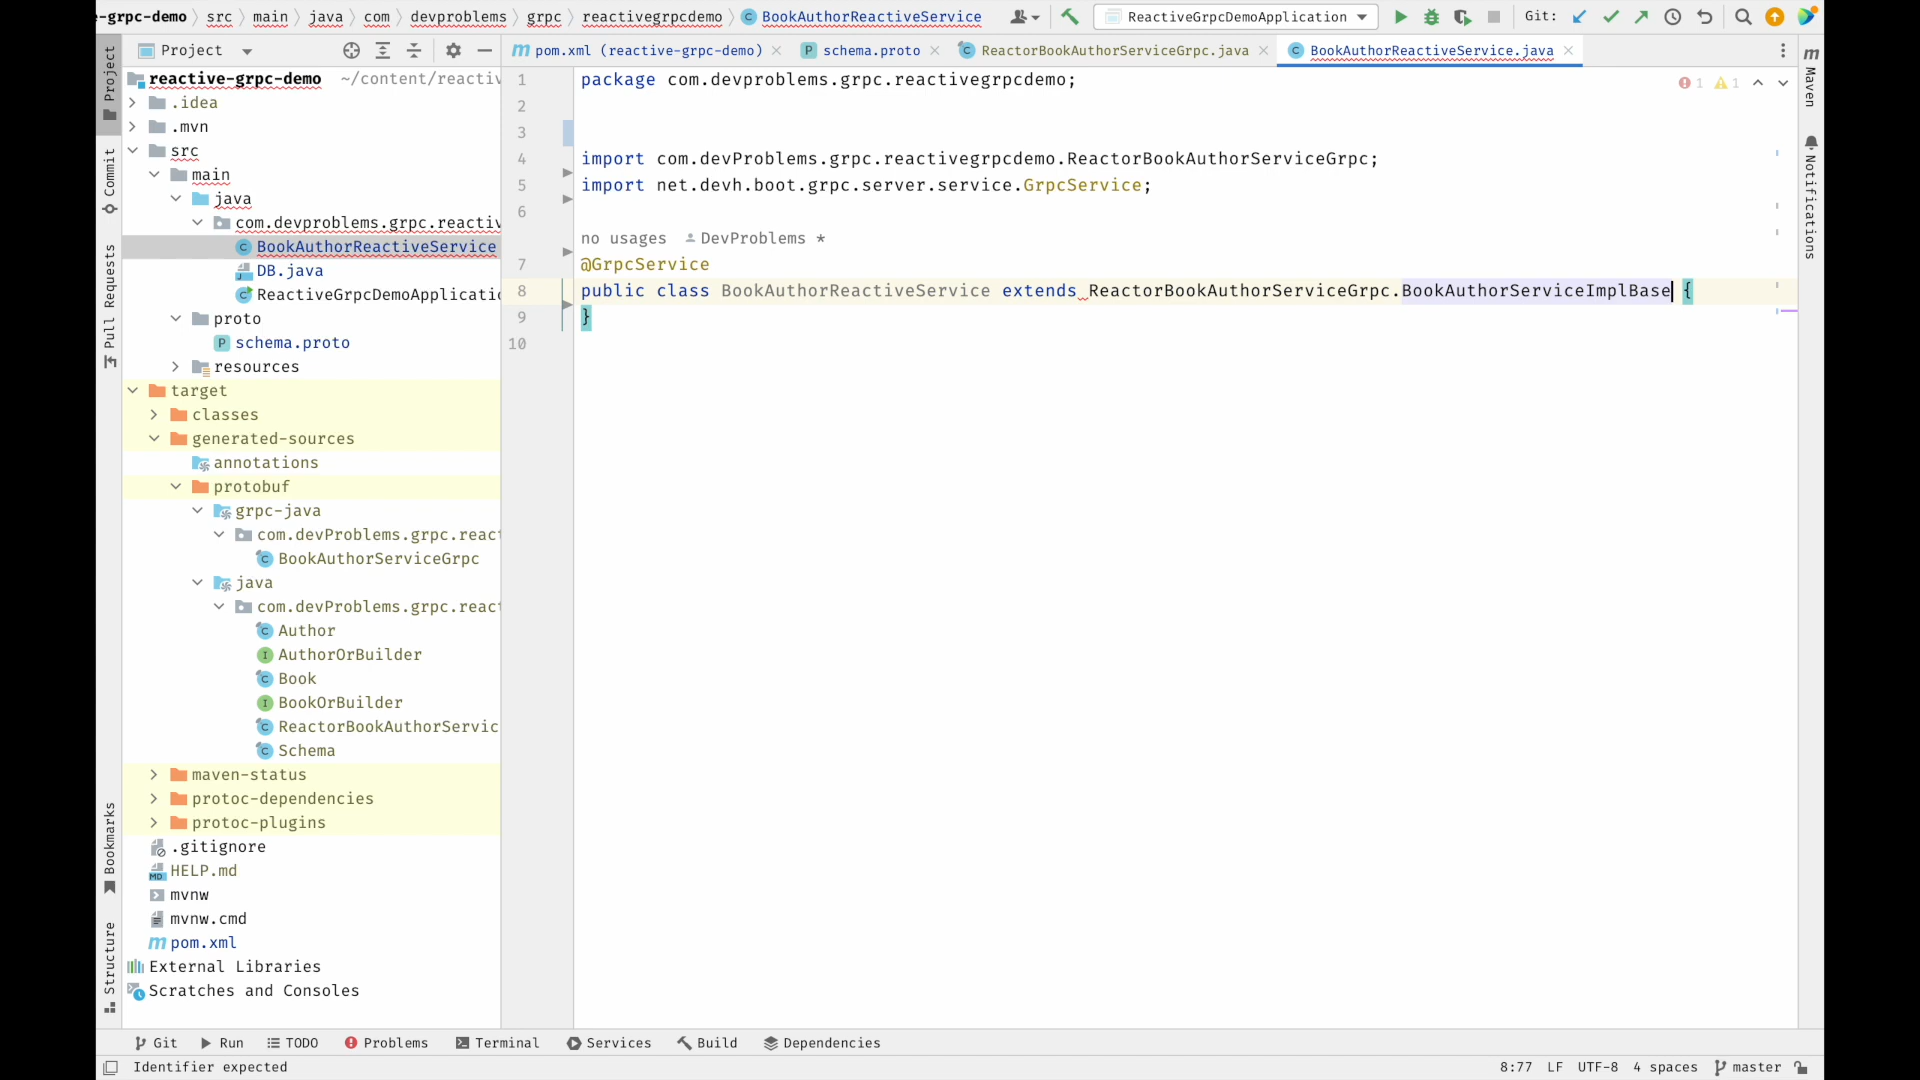 e-grpc-demo src main java com devproblems grpc reactivegrpcdemo BookAuthorReactiveService ReactiveGrpcDemoApplication Git:
Project
pom.xml (reactive-grpc-demo) schema.proto ReactorBookAuthorServiceGrpc.java BookAuthorReactiveService.java
reactive-grpc-demo ~/content/reactiv
.idea
.mvn
src
main
java
com.devproblems.grpc.reactiv
BookAuthorReactiveService
DB.java
ReactiveGrpcDemoApplicatio
proto
schema.proto
resources
target
classes
generated-sources
annotations
protobuf
grpc-java
com.devProblems.grpc.react
BookAuthorServiceGrpc
java
com.devProblems.grpc.react
Author
AuthorOrBuilder
Book
BookOrBuilder
ReactorBookAuthorServic
Schema
maven-status
protoc-dependencies
protoc-plugins
.gitignore
HELP.md
mvnw
mvnw.cmd
pom.xml
External Libraries
Scratches and Consoles
1 package com.devproblems.grpc.reactivegrpcdemo;
2
3
4 import com.devProblems.grpc.reactivegrpcdemo.ReactorBookAuthorServiceGrpc;
5 import net.devh.boot.grpc.server.service.GrpcService;
6
no usages DevProblems *
7 @GrpcService
8 public class BookAuthorReactiveService extends ReactorBookAuthorServiceGrpc.BookAuthorServiceImplBase {
9 }
10
1 1
Project
Commit
Pull Requests
Bookmarks
Structure
Maven
Notifications
Git Run TODO Problems Terminal Services Build Dependencies
Identifier expected 8:77 LF UTF-8 4 spaces master